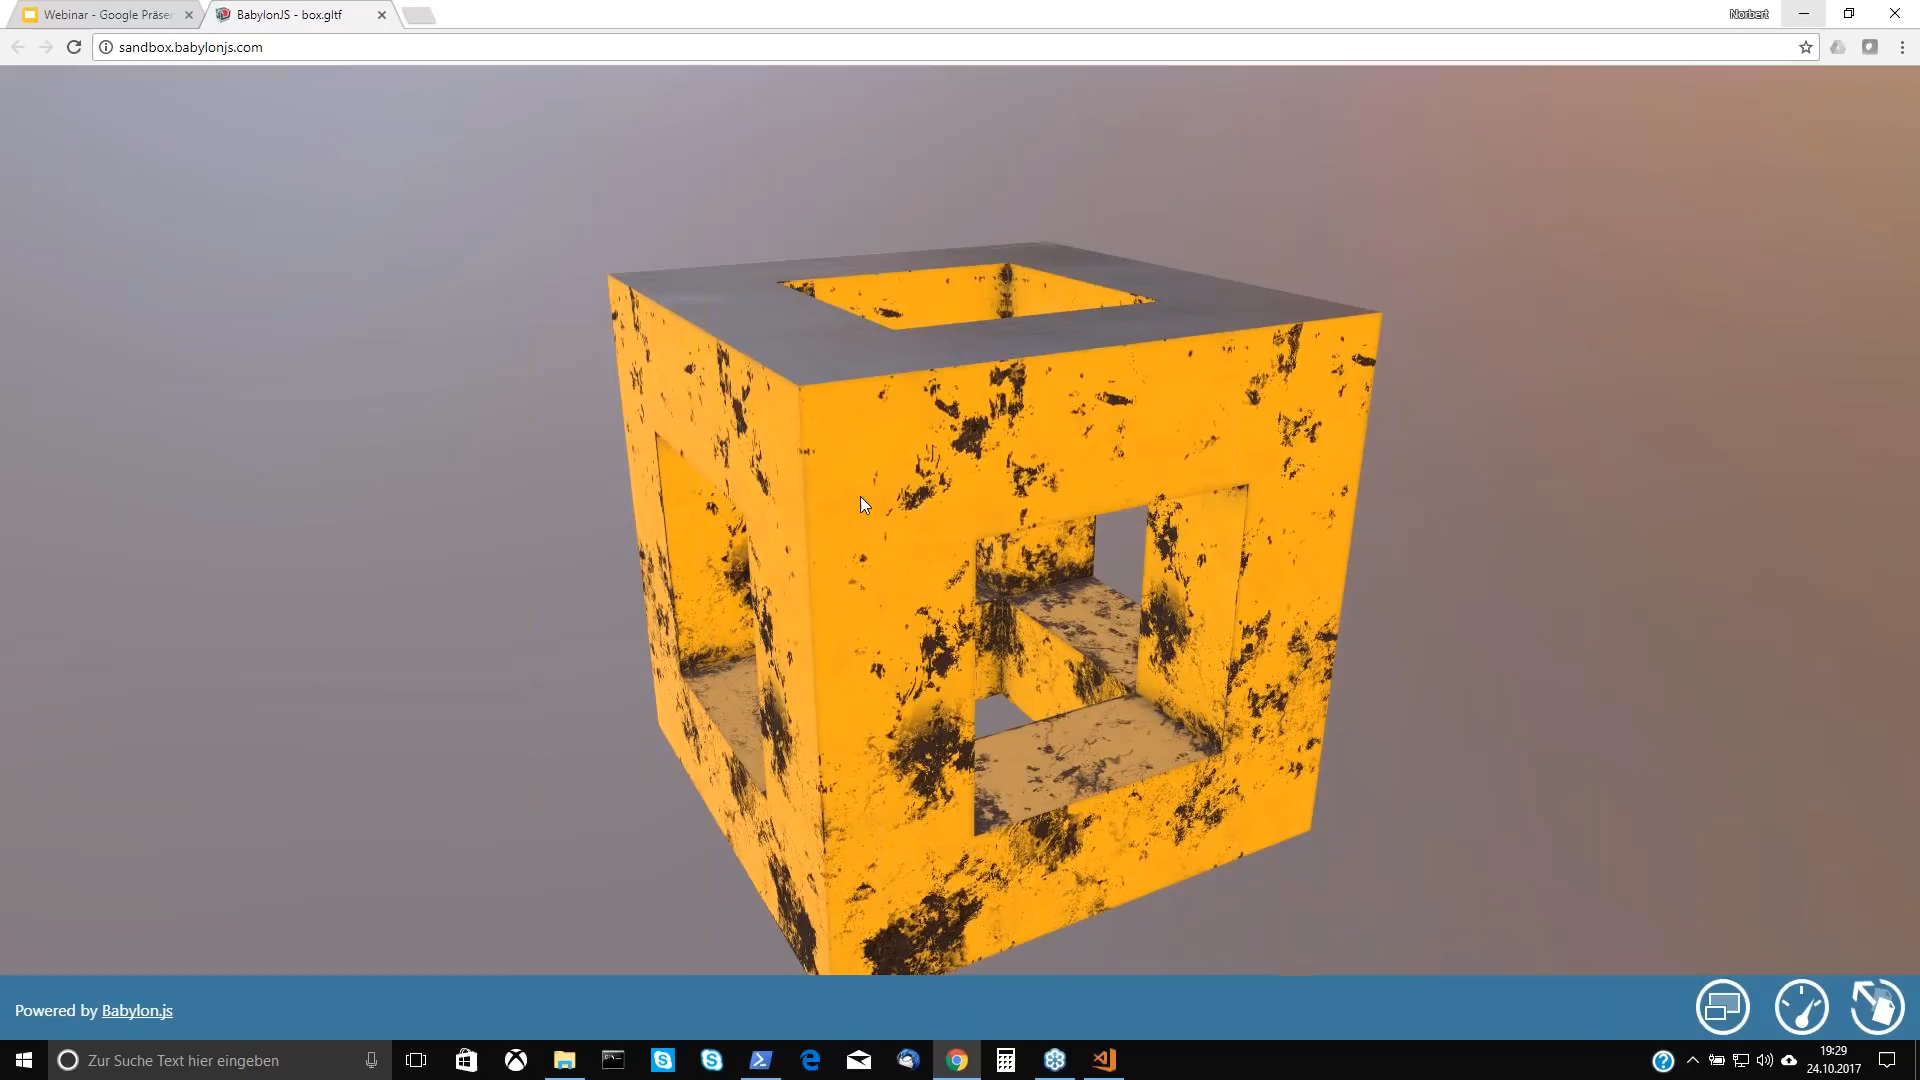 Webinar - Google Präser
BabylonJS - box.gltf
Norbert
sandbox.babylonjs.com
Powered by Babylon.js
Zur Suche Text hier eingeben
19:29
24.10.2017